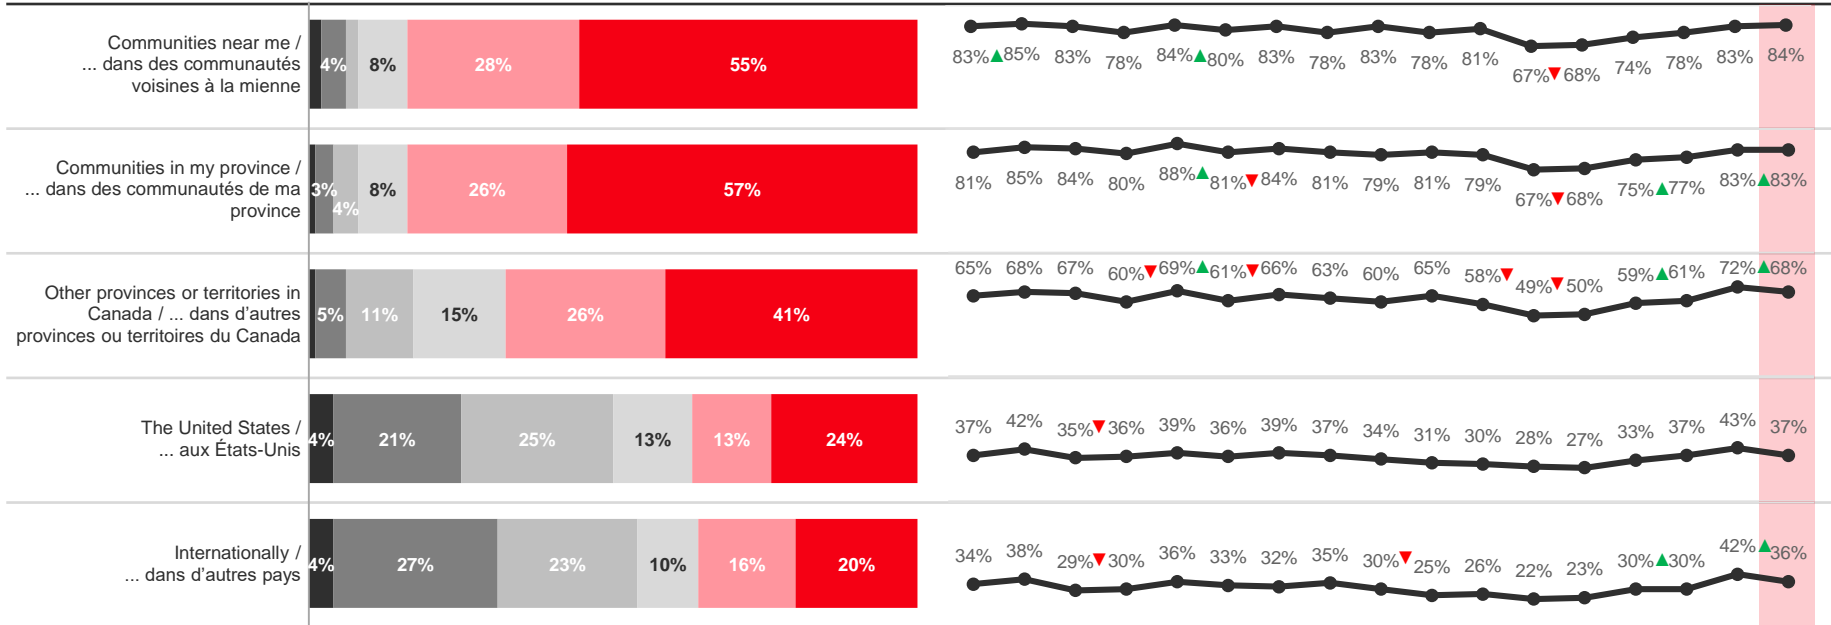 Communities near me /
... dans des communautés
voisines à la mienne
4% 8% 28% 55%
83%▲85% 83% 78% 84%▲80% 83% 78% 83% 78% 81% 67%▼68% 74% 78% 83% 84%
Communities in my province /
... dans des communautés de ma
province
3% 4% 8% 26% 57%
81% 85% 84% 80% 88%▲81%▼84% 81% 79% 81% 79% 67%▼68% 75%▲77% 83%▲83%
Other provinces or territories in
Canada / ... dans d'autres
provinces ou territoires du Canada
5% 11% 15% 26% 41%
65% 68% 67% 60%▼69%▲61%▼66% 63% 60% 65% 58%▼49%▼50% 59%▲61% 72%▲68%
The United States /
... aux États-Unis
4% 21% 25% 13% 13% 24%
37% 42% 35%▼36% 39% 36% 39% 37% 34% 31% 30% 28% 27% 33% 37% 43% 37%
Internationally /
... dans d'autres pays
4% 27% 23% 10% 16% 20%
34% 38% 29%▼30% 36% 33% 32% 35% 30%▼25% 26% 22% 23% 30%▲30% 42%▲36%